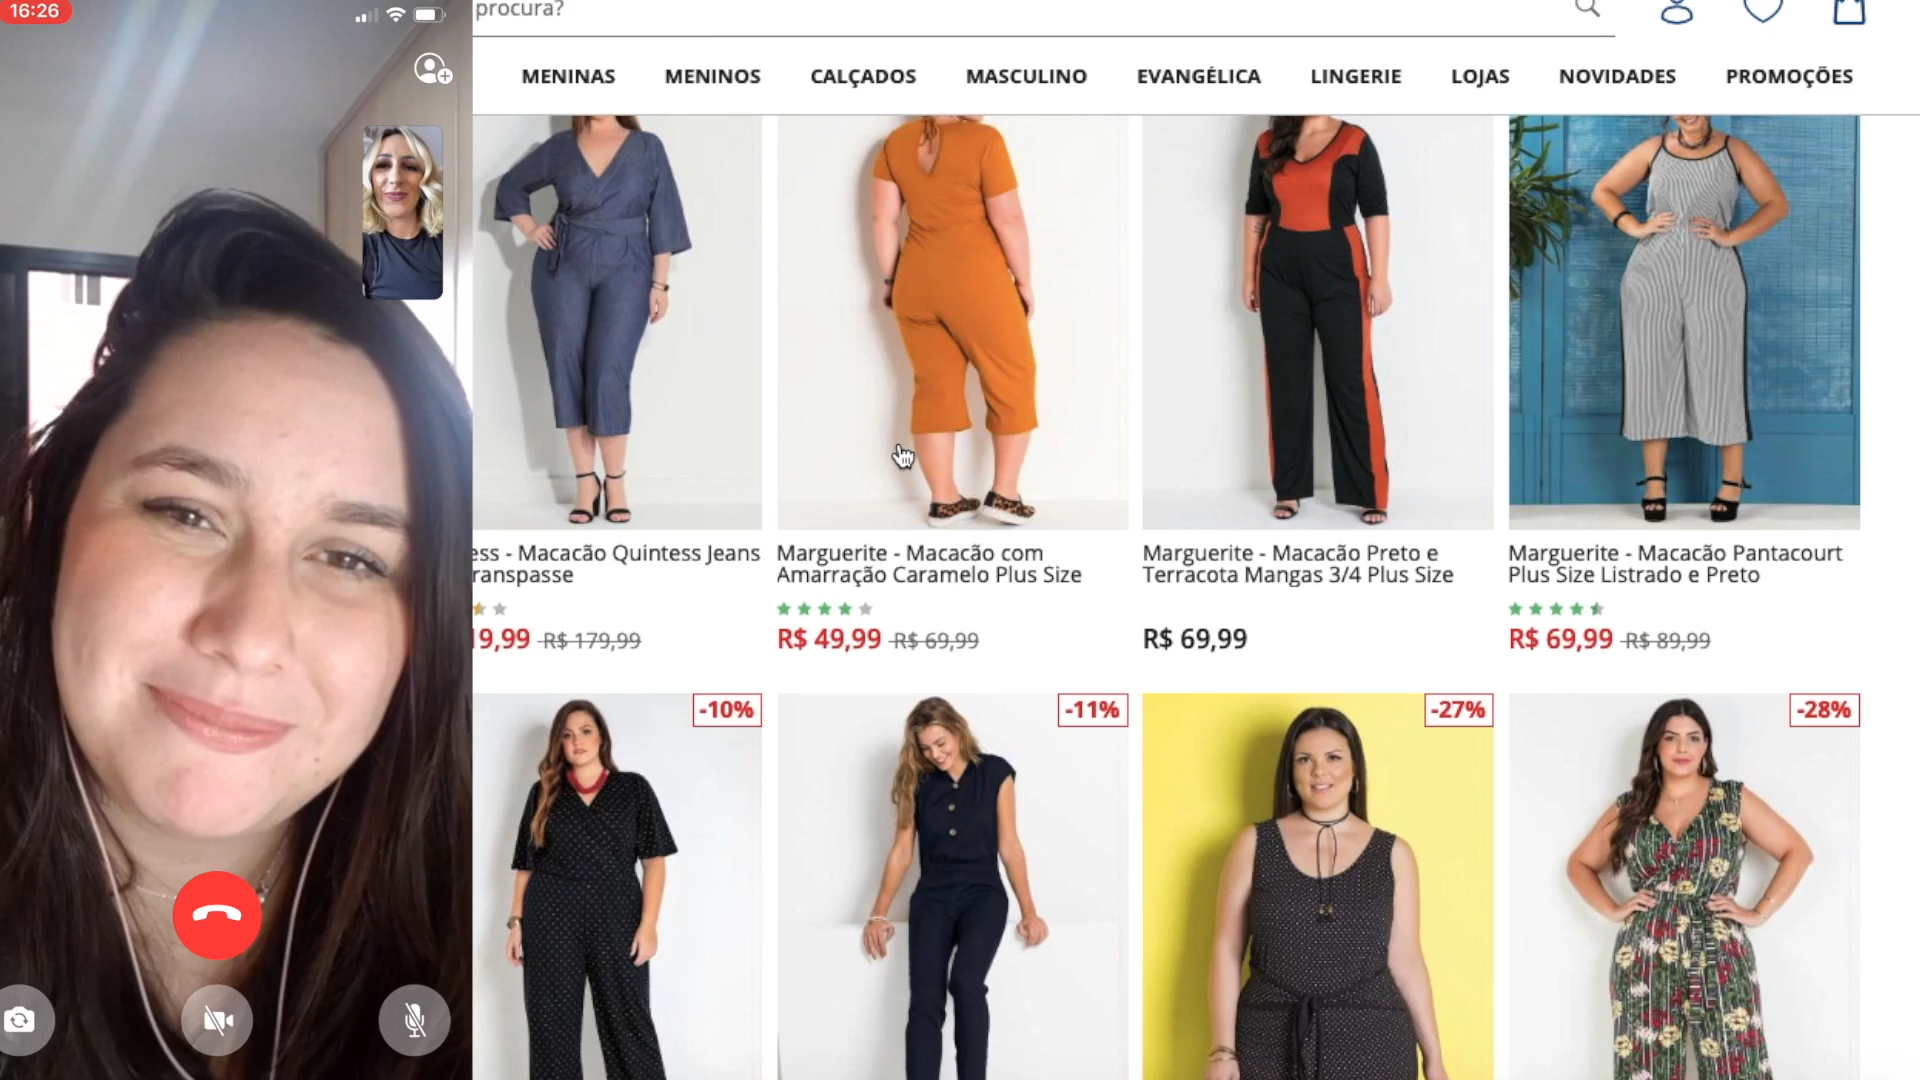 16:26
procura?
MENINAS MENINOS CALÇADOS MASCULINO EVANGÉLICA LINGERIE LOJAS NOVIDADES PROMOÇÕES
ess - Macacão Quintess Jeans
ranspasse
19,99 R$ 179,99
Marguerite - Macacão com
Amarração Caramelo Plus Size
R$ 49,99 R$ 69,99
Marguerite - Macacão Preto e
Terracota Mangas 3/4 Plus Size
R$ 69,99
Marguerite - Macacão Pantacourt
Plus Size Listrado e Preto
R$ 69,99 R$ 89,99
-10%
-11%
-27%
-28%